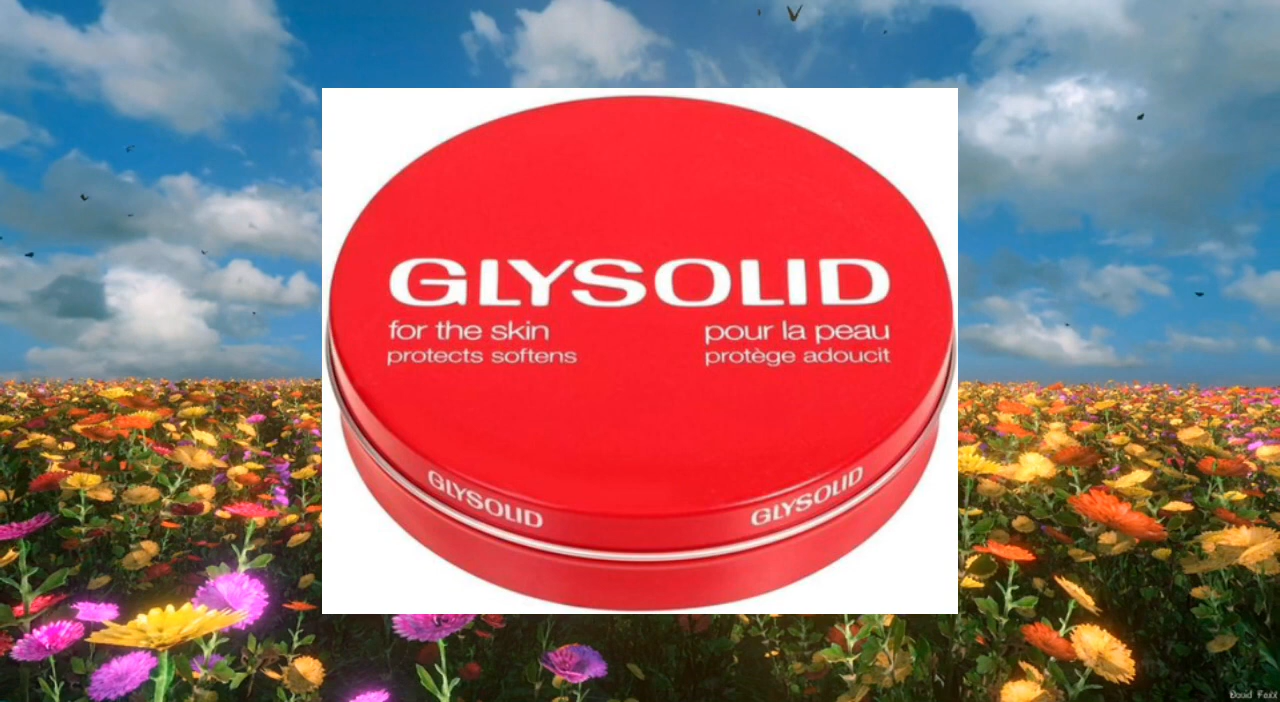 GLYSOLID
for the skin
protects softens
pour la peau
protège adoucit
GLYSOLID
GLYSOLID